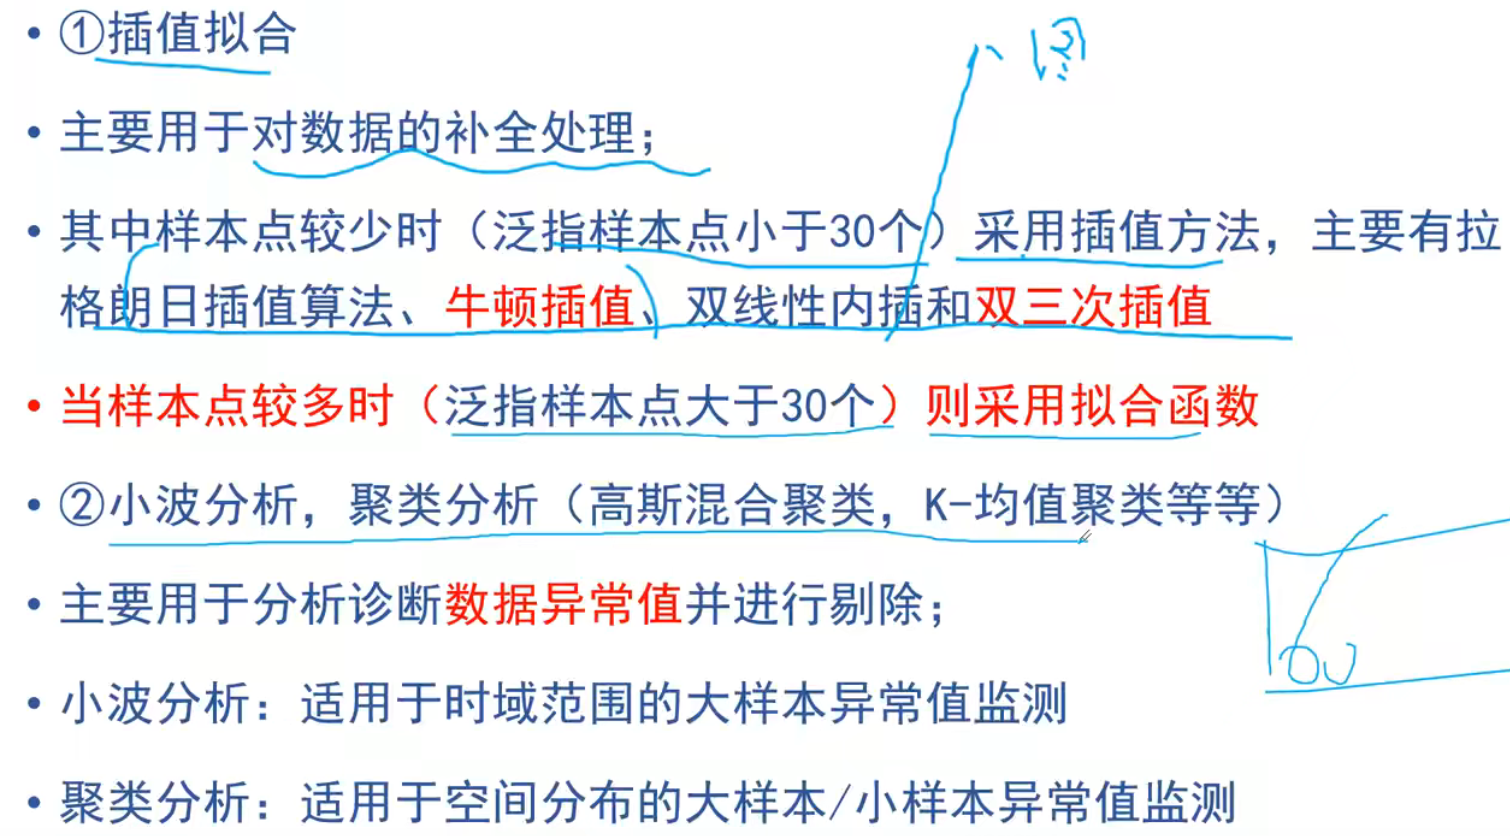 • ①插值拟合
图
• 主要用于对数据的补全处理；
• 其中样本点较少时（泛指样本点小于30个）采用插值方法，主要有拉
格朗日插值算法、牛顿插值、双线性内插和双三次插值
• 当样本点较多时（泛指样本点大于30个）则采用拟合函数
• ②小波分析，聚类分析（高斯混合聚类，K-均值聚类等等）
• 主要用于分析诊断数据异常值并进行剔除；
• 小波分析：适用于时域范围的大样本异常值监测
• 聚类分析：适用于空间分布的大样本/小样本异常值监测